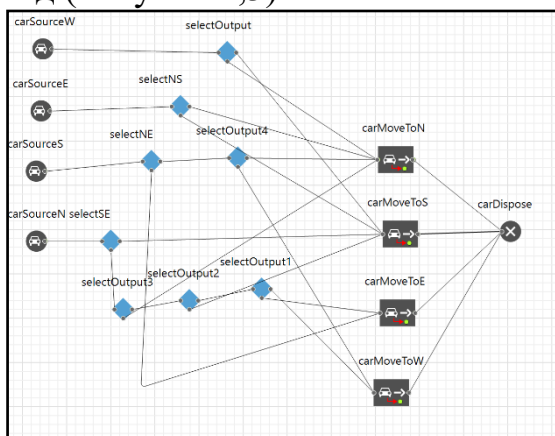 carSourceW
selectOutput
carSourceE
selectNS
carSourceS
selectNE
selectOutput4
carMoveToN
carSourceN selectSE
carMoveToS
carDispose
selectOutput3
selectOutput2
selectOutput1
carMoveToE
carMoveToW